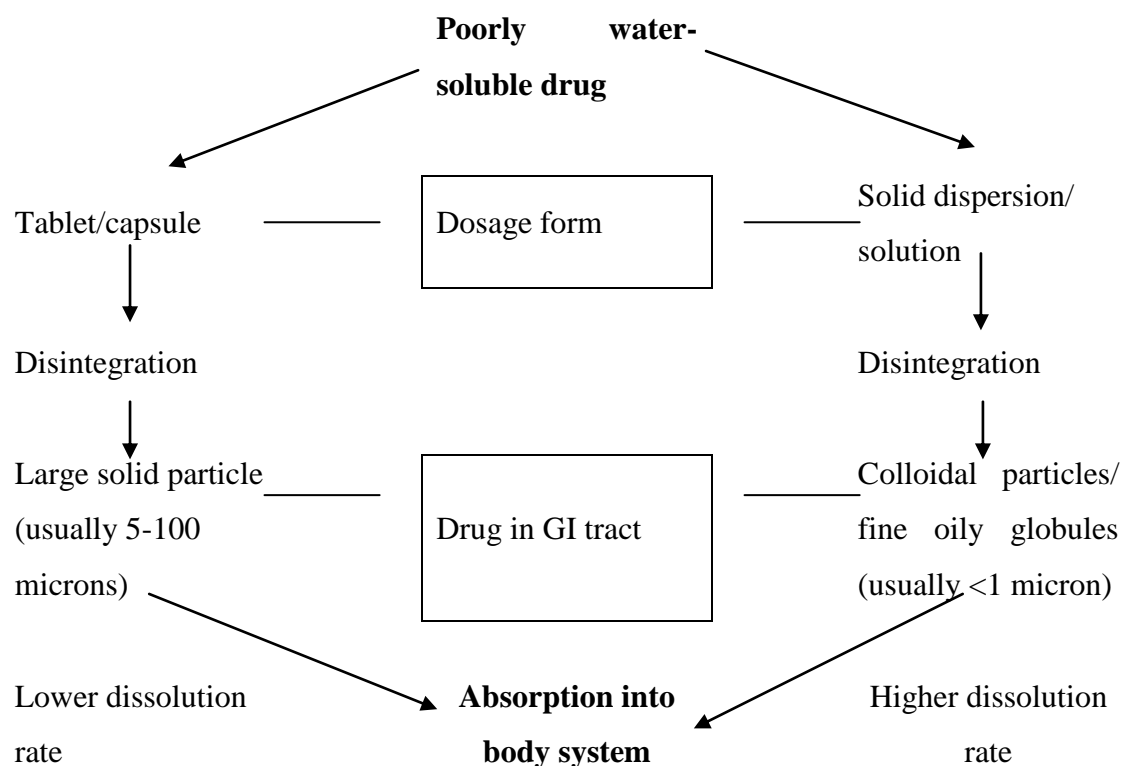 Poorly water-
soluble drug
Tablet/capsule
Dosage form
Solid dispersion/
solution
Disintegration
Disintegration
Large solid particle
(usually 5-100
microns)
Drug in GI tract
Colloidal particles/
fine oily globules
(usually <1 micron)
Lower dissolution
rate
Absorption into
body system
Higher dissolution
rate